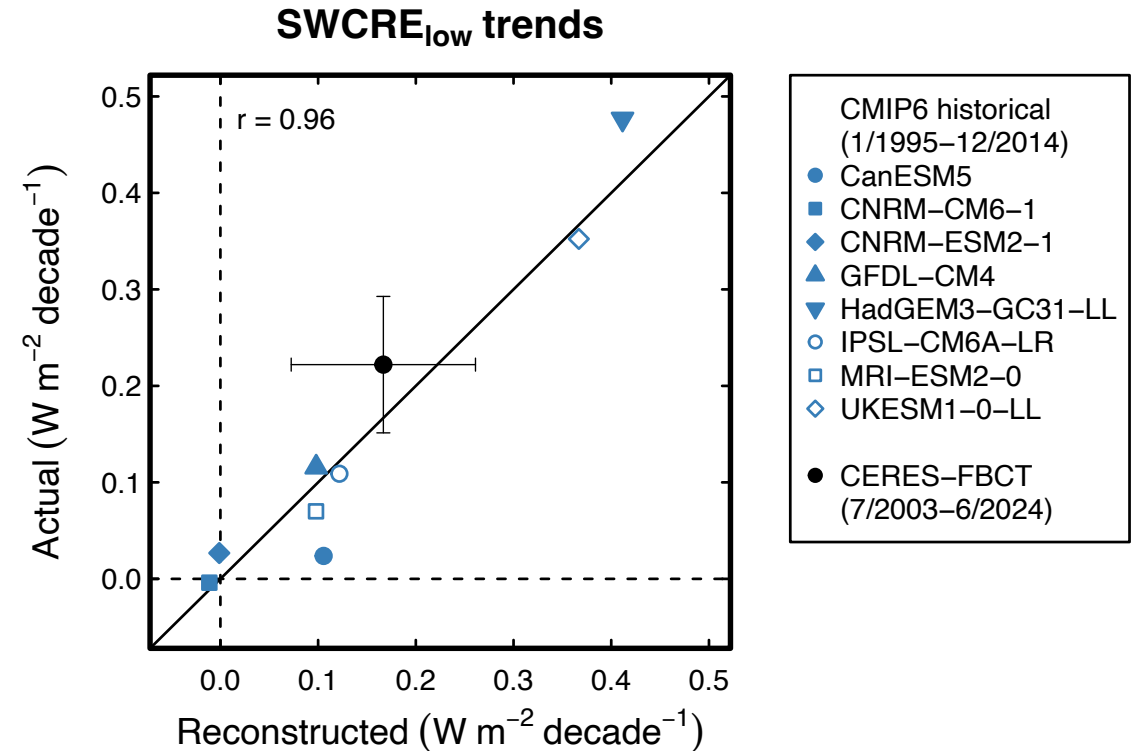 SWCRElow trends
r = 0.96
0.5
0.4
0.3
0.2
0.1
0.0
Actual (W m−2 decade−1)
0.0 0.1 0.2 0.3 0.4 0.5
Reconstructed (W m−2 decade−1)
CMIP6 historical
(1/1995−12/2014)
CanESM5
CNRM−CM6−1
CNRM−ESM2−1
GFDL−CM4
HadGEM3−GC31−LL
IPSL−CM6A−LR
MRI−ESM2−0
UKESM1−0−LL
CERES−FBCT
(7/2003−6/2024)